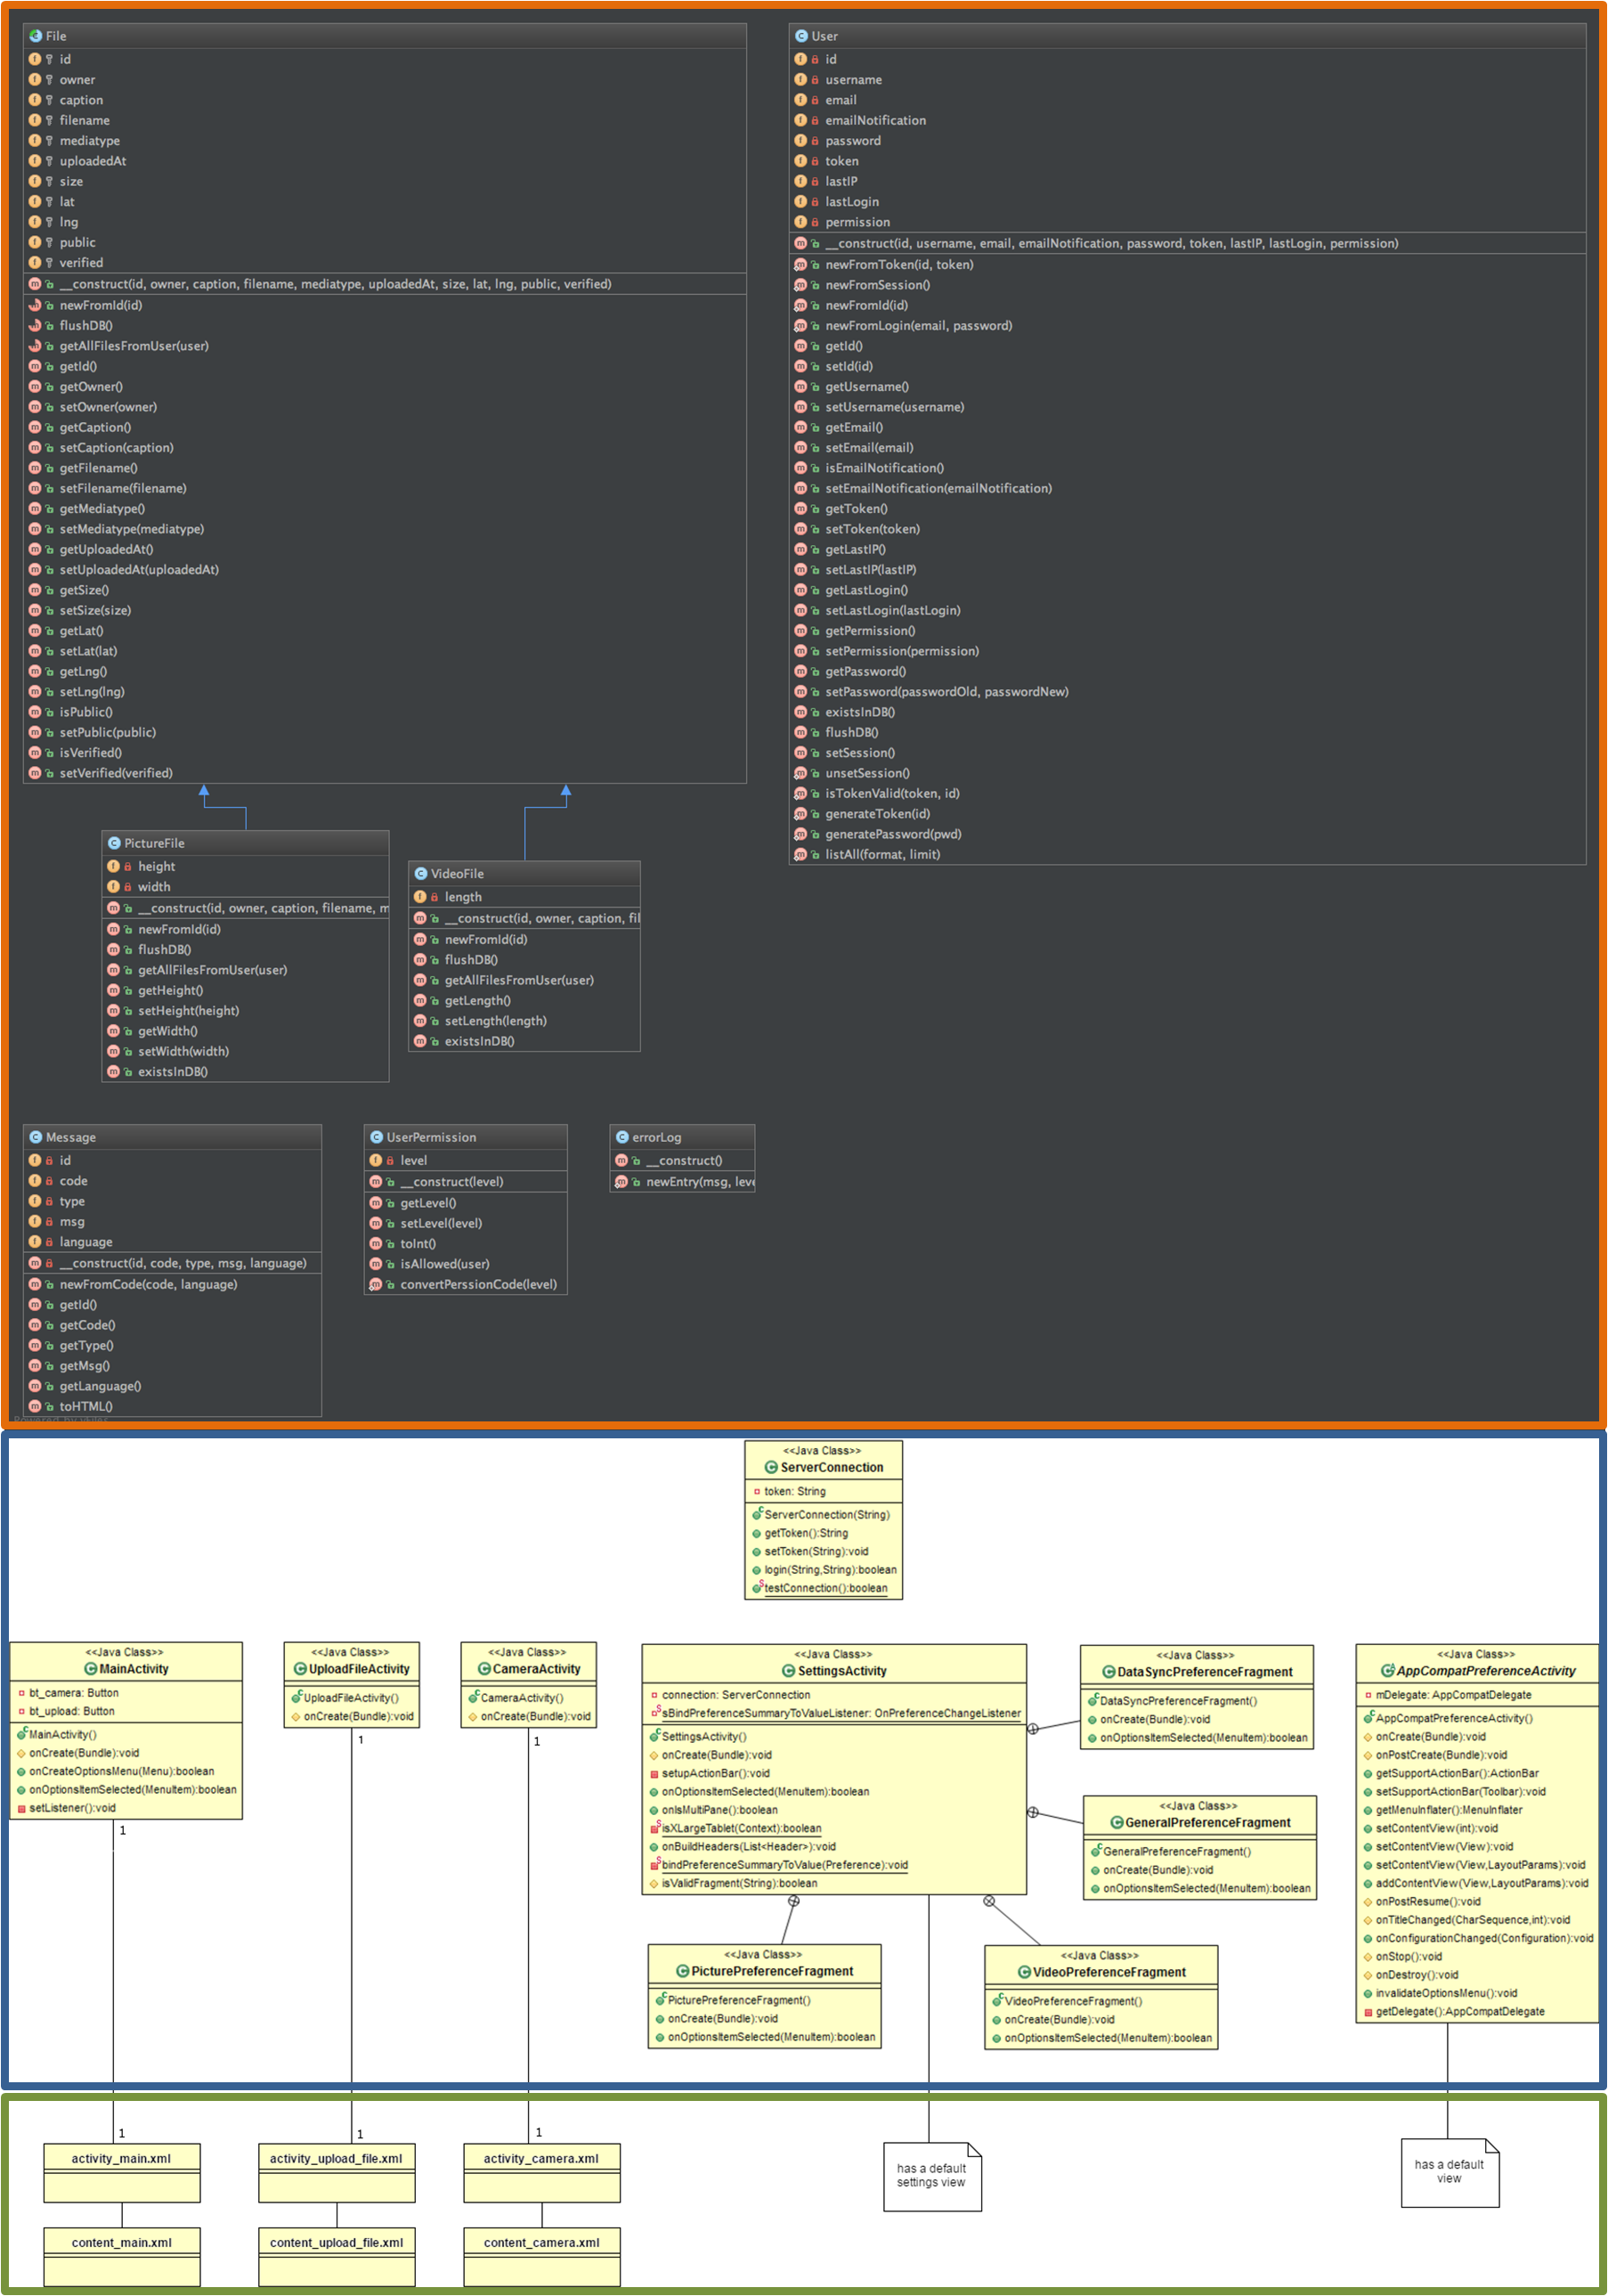 File
id
owner
caption
filename
mediatype
uploadedAt
size
lat
lng
public
verified
__construct(id, owner, caption, filename, mediatype, uploadedAt, size, lat, lng, public, verified)
newFromId(id)
flushDB()
getAllFilesFromUser(user)
getId()
getOwner()
setOwner(owner)
getCaption()
setCaption(caption)
getFilename()
setFilename(filename)
getMediatype()
setMediatype(mediatype)
getUploadedAt()
setUploadedAt(uploadedAt)
getSize()
setSize(size)
getLat()
setLat(lat)
getLng()
setLng(lng)
isPublic()
setPublic(public)
isVerified()
setVerified(verified)
User
id
username
email
emailNotification
password
token
lastIP
lastLogin
permission
__construct(id, username, email, emailNotification, password, token, lastIP, lastLogin, permission)
newFromToken(id, token)
newFromSession()
newFromId(id)
newFromLogin(email, password)
getId()
setId(id)
getUsername()
setUsername(username)
getEmail()
setEmail(email)
isEmailNotification()
setEmailNotification(emailNotification)
getToken()
setToken(token)
getLastIP()
setLastIP(lastIP)
getLastLogin()
setLastLogin(lastLogin)
getPermission()
setPermission(permission)
getPassword()
setPassword(passwordOld, passwordNew)
existsInDB()
flushDB()
setSession()
unsetSession()
isTokenValid(token, id)
generateToken(id)
generatePassword(pwd)
listAll(format, limit)
PictureFile
height
width
__construct(id, owner, caption, filename, m
newFromId(id)
flushDB()
getAllFilesFromUser(user)
getHeight()
setHeight(height)
getWidth()
setWidth(width)
existsInDB()
VideoFile
length
__construct(id, owner, caption, fil
newFromId(id)
flushDB()
getAllFilesFromUser(user)
getLength()
setLength(length)
existsInDB()
Message
id
code
type
msg
language
__construct(id, code, type, msg, language)
newFromCode(code, language)
getId()
getCode()
getType()
getMsg()
getLanguage()
toHTML()
UserPermission
level
__construct(level)
getLevel()
setLevel(level)
toInt()
isAllowed(user)
convertPerssionCode(level)
errorLog
__construct()
newEntry(msg, leve
<<Java Class>>
ServerConnection
token: String
ServerConnection(String)
getToken():String
setToken(String):void
login(String,String):boolean
testConnection():boolean
<<Java Class>>
MainActivity
bt_camera: Button
bt_upload: Button
MainActivity()
onCreate(Bundle):void
onCreateOptionsMenu(Menu):boolean
onOptionsItemSelected(MenuItem):boolean
setListener():void
1
<<Java Class>>
UploadFileActivity
UploadFileActivity()
onCreate(Bundle):void
1
<<Java Class>>
CameraActivity
CameraActivity()
onCreate(Bundle):void
1
<<Java Class>>
SettingsActivity
connection: ServerConnection
sBindPreferenceSummaryToValueListener: OnPreferenceChangeListener
SettingsActivity()
onCreate(Bundle):void
setupActionBar():void
onOptionsItemSelected(MenuItem):boolean
onIsMultiPane():boolean
isXLargeTablet(Context):boolean
onBuildHeaders(List<Header>):void
bindPreferenceSummaryToValue(Preference):void
isValidFragment(String):boolean
<<Java Class>>
DataSyncPreferenceFragment
DataSyncPreferenceFragment()
onCreate(Bundle):void
onOptionsItemSelected(MenuItem):boolean
<<Java Class>>
GeneralPreferenceFragment
GeneralPreferenceFragment()
onCreate(Bundle):void
onOptionsItemSelected(MenuItem):boolean
<<Java Class>>
PicturePreferenceFragment
PicturePreferenceFragment()
onCreate(Bundle):void
onOptionsItemSelected(MenuItem):boolean
<<Java Class>>
VideoPreferenceFragment
VideoPreferenceFragment()
onCreate(Bundle):void
onOptionsItemSelected(MenuItem):boolean
<<Java Class>>
AppCompatPreferenceActivity
mDelegate: AppCompatDelegate
AppCompatPreferenceActivity()
onCreate(Bundle):void
onPostCreate(Bundle):void
getSupportActionBar():ActionBar
setSupportActionBar(Toolbar):void
getMenuInflater():MenuInflater
setContentView(int):void
setContentView(View):void
setContentView(View,LayoutParams):void
addContentView(View,LayoutParams):void
onPostResume():void
onTitleChanged(CharSequence,int):void
onConfigurationChanged(Configuration):void
onStop():void
onDestroy():void
invalidateOptionsMenu():void
getDelegate():AppCompatDelegate
1
activity_main.xml
content_main.xml
1
activity_upload_file.xml
content_upload_file.xml
1
activity_camera.xml
content_camera.xml
has a default
settings view
has a default
view